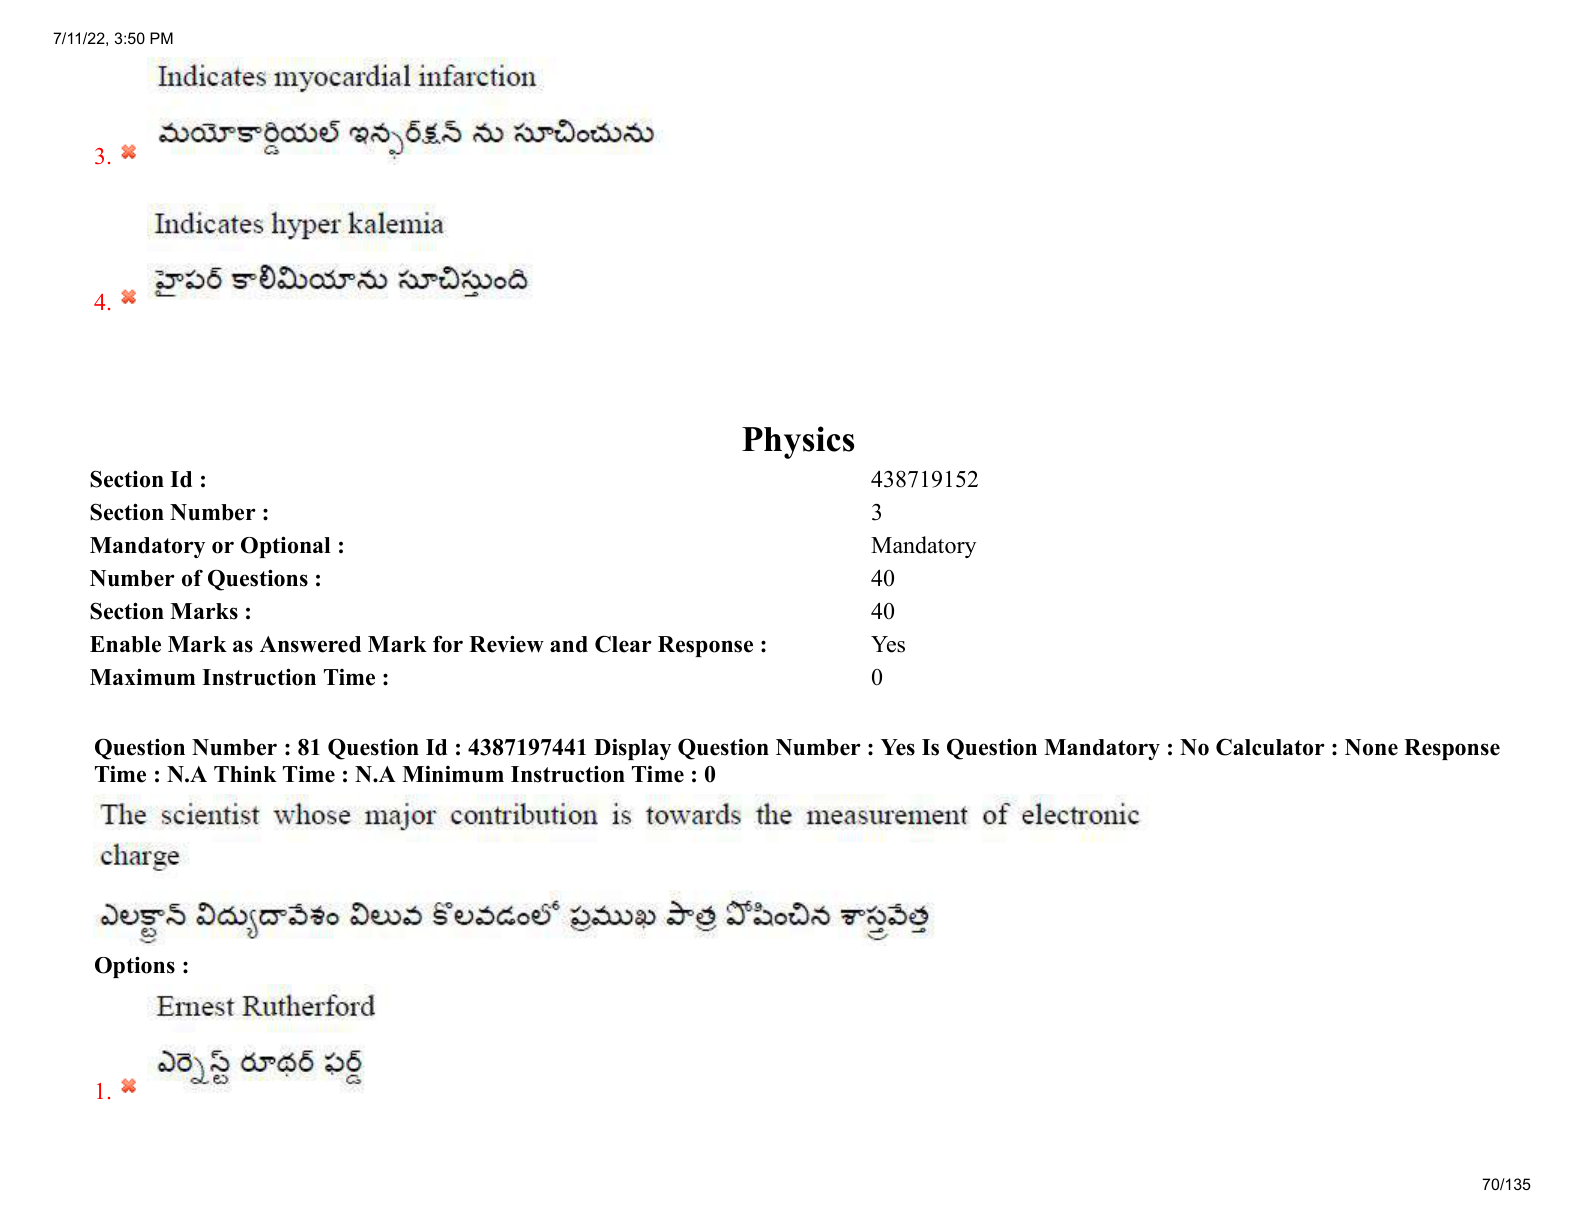 7/11/22, 3:50 PM
Indicates myocardial infarction
మయోకార్డియల్ ఇన్ఫర్‌క్షన్ ను సూచించును
3.
Indicates hyper kalemia
హైపర్ కాలిమియాను సూచిస్తుంది
4.
Physics
Section Id : 438719152
Section Number : 3
Mandatory or Optional : Mandatory
Number of Questions : 40
Section Marks : 40
Enable Mark as Answered Mark for Review and Clear Response : Yes
Maximum Instruction Time : 0
Question Number : 81 Question Id : 4387197441 Display Question Number : Yes Is Question Mandatory : No Calculator : None Response
Time : N.A Think Time : N.A Minimum Instruction Time : 0
The scientist whose major contribution is towards the measurement of electronic
charge
ఎలక్ట్రాన్ విద్యుదావేశం విలువ కొలవడంలో ప్రముఖ పాత్ర పోషించిన శాస్త్రవేత్త
Options :
Ernest Rutherford
ఎర్నెస్ట్ రూథర్ ఫర్డ్
1.
70/135